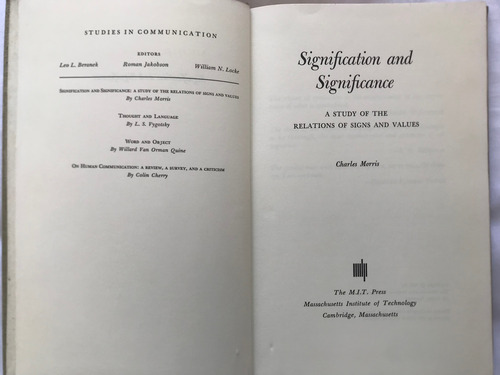 STUDIES IN COMMUNICATION
EDITORS
Leo L. Beranek Roman Jakobson William N. Locke
SIGNIFICATION AND SIGNIFICANCE: A STUDY OF THE RELATIONS OF SIGNS AND VALUES
By Charles Morris
THOUGHT AND LANGUAGE
By L. S. Vygotsky
WORD AND OBJECT
By Willard Van Orman Quine
ON HUMAN COMMUNICATION: A REVIEW, A SURVEY, AND A CRITICISM
By Colin Cherry
Signification and
Significance
A STUDY OF THE
RELATIONS OF SIGNS AND VALUES
Charles Morris
The M.I.T. Press
Massachusetts Institute of Technology
Cambridge, Massachusetts